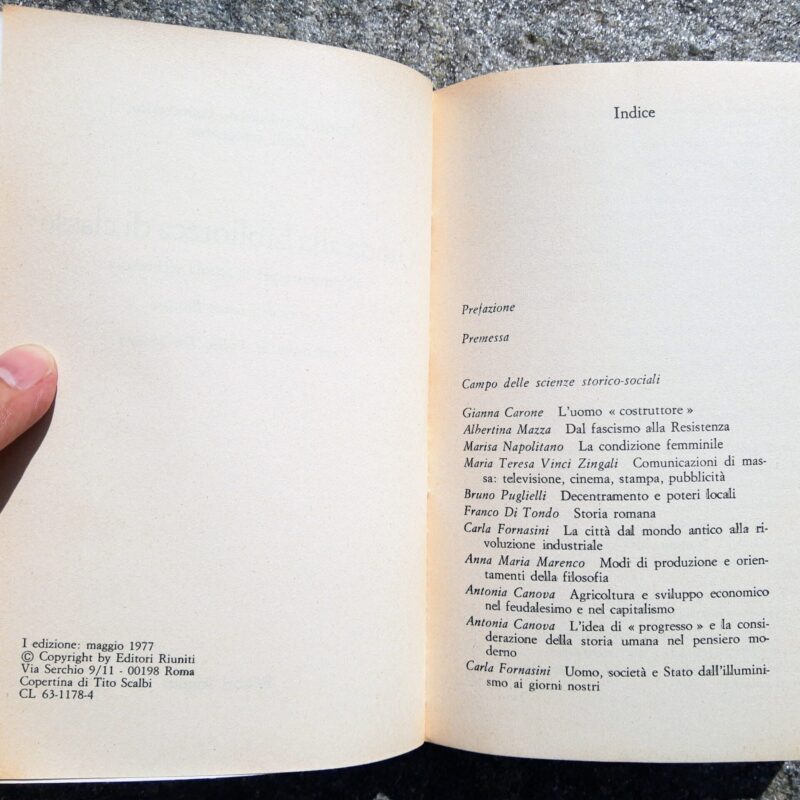 I edizione: maggio 1977
© Copyright by Editori Riuniti
Via Serchio 9/11 - 00198 Roma
Copertina di Tito Scalbi
CL 63-1178-4
Indice
Prefazione
Premessa
Campo delle scienze storico-sociali
Gianna Carone L'uomo « costruttore »
Albertina Mazza Dal fascismo alla Resistenza
Marisa Napolitano La condizione femminile
Maria Teresa Vinci Zingali Comunicazioni di mas-
sa: televisione, cinema, stampa, pubblicità
Bruno Puglielli Decentramento e poteri locali
Franco Di Tondo Storia romana
Carla Fornasini La città dal mondo antico alla ri-
voluzione industriale
Anna Maria Marenco Modi di produzione e orien-
tamenti della filosofia
Antonia Canova Agricoltura e sviluppo economico
nel feudalesimo e nel capitalismo
Antonia Canova L'idea di « progresso » e la consi-
derazione della storia umana nel pensiero mo-
derno
Carla Fornasini Uomo, società e Stato dall'illumini-
smo ai giorni nostri